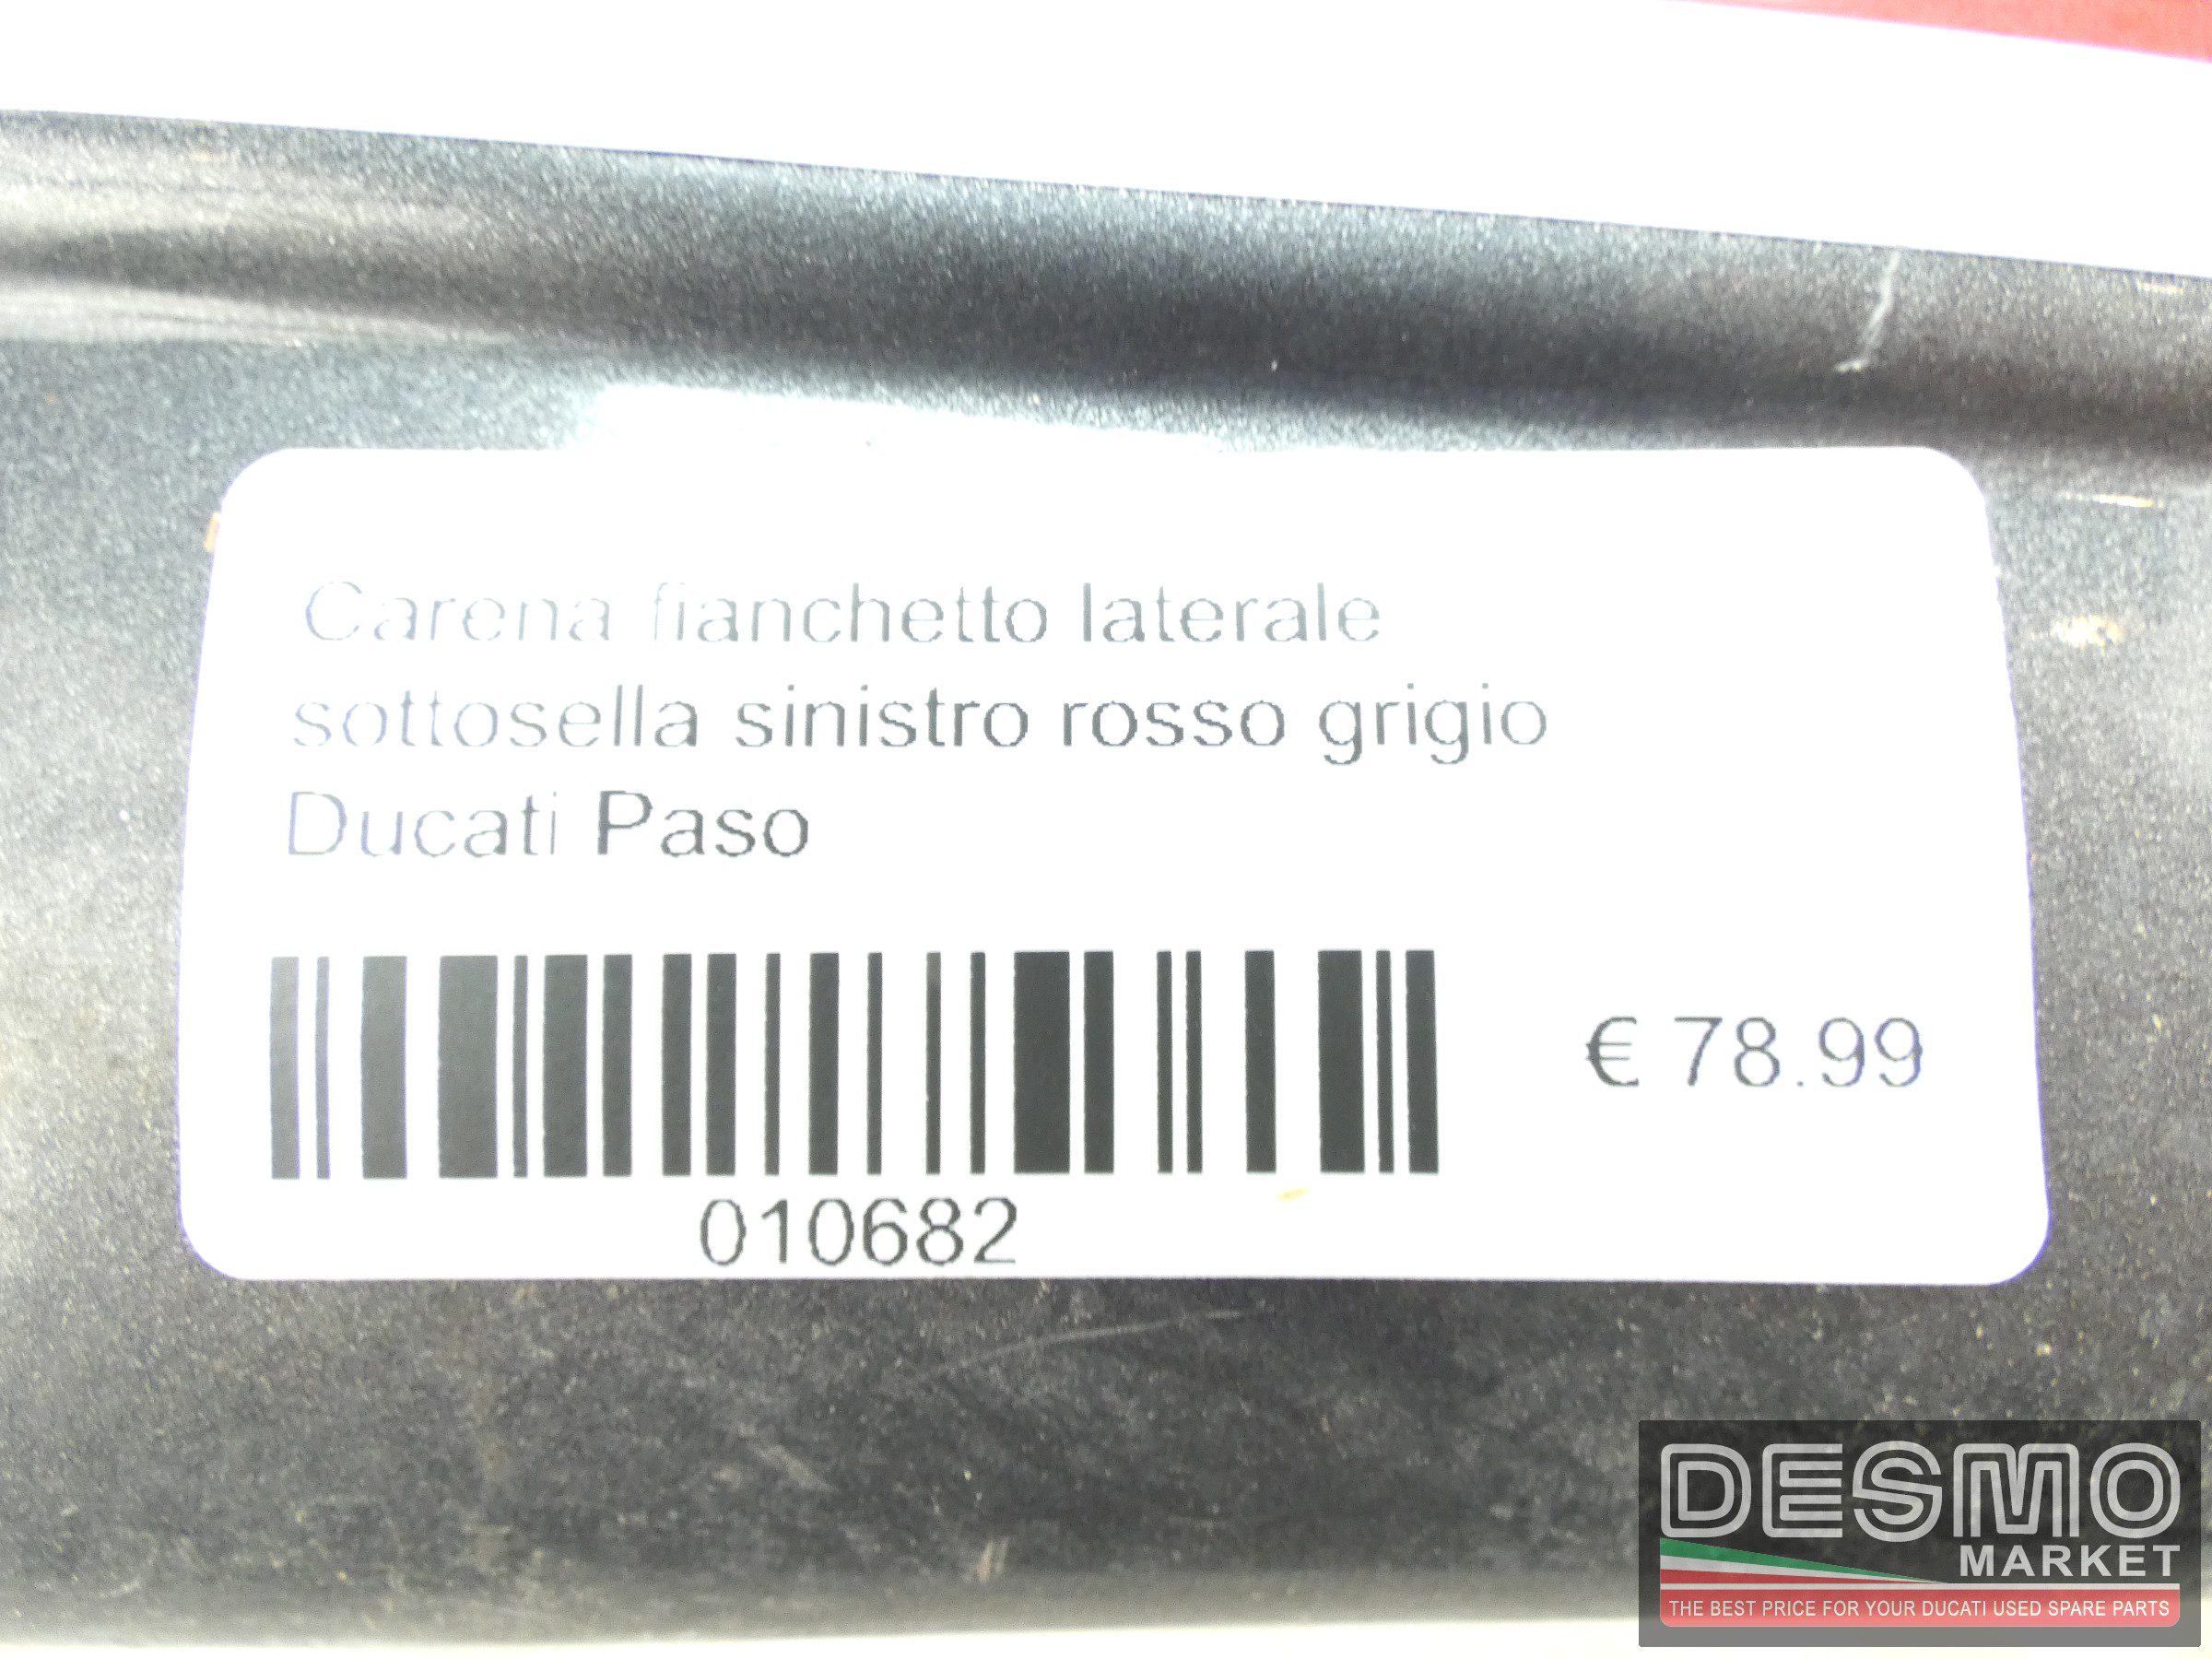 Carena fianchetto laterale
sottosella sinistro rosso grigio
Ducati Paso
€ 78.99
010682
DESMO
MARKET
THE BEST PRICE FOR YOUR DUCATI USED SPARE PARTS